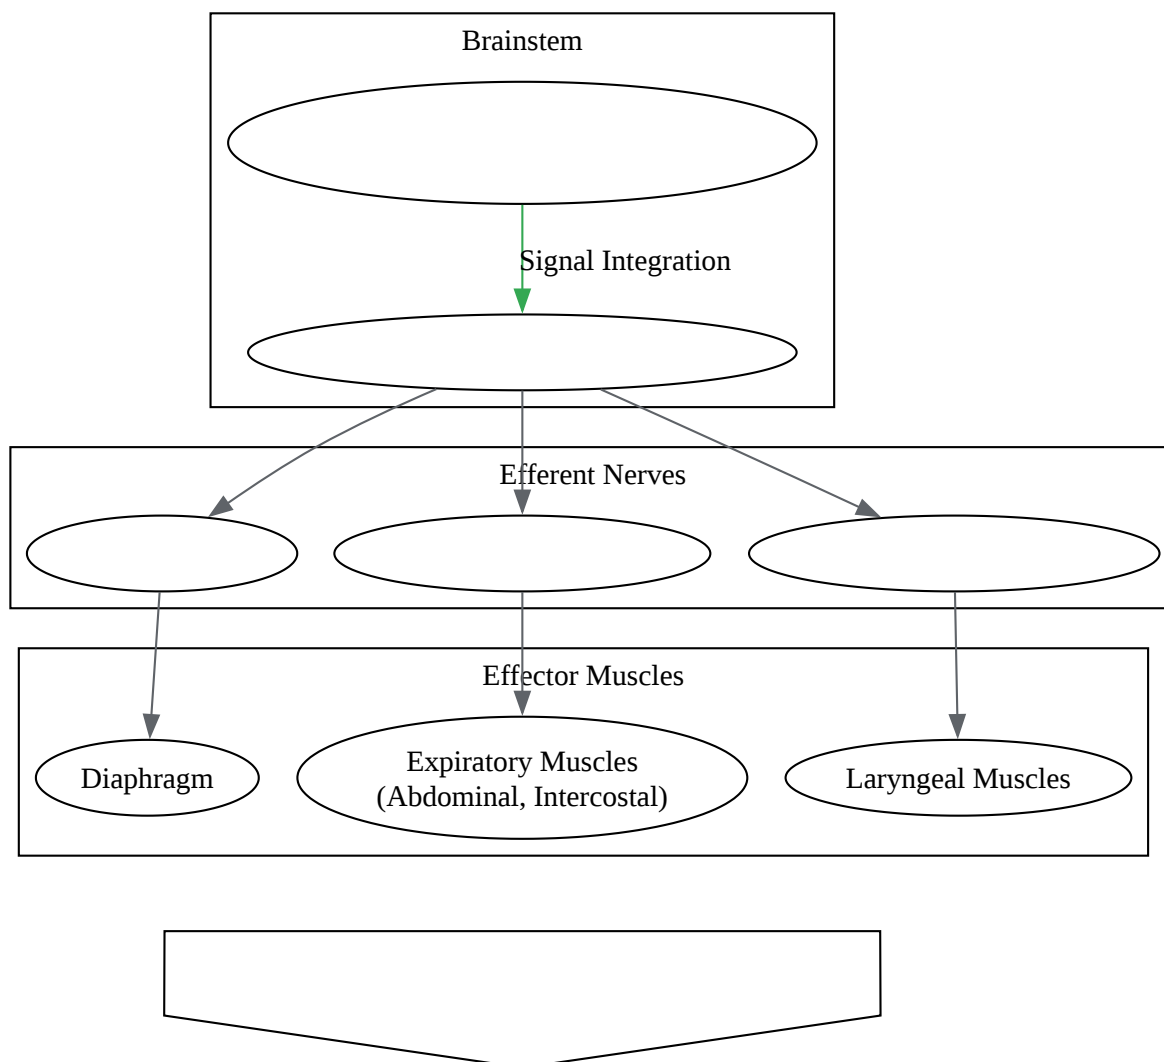 Brainstem
Signal Integration
Efferent Nerves
Effector Muscles
Diaphragm
Expiratory Muscles
(Abdominal, Intercostal)
Laryngeal Muscles